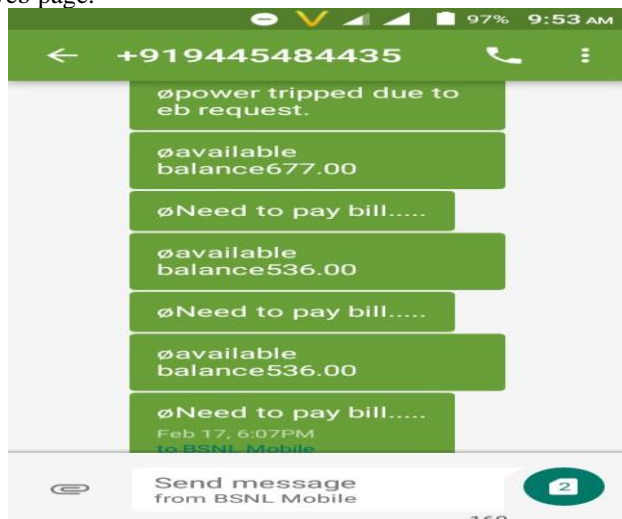 web page.
97% 9:53 AM
+919445484435
øpower tripped due to
eb request.
øavailable
balance677.00
øNeed to pay bill.....
øavailable
balance536.00
øNeed to pay bill.....
øavailable
balance536.00
øNeed to pay bill.....
Feb 17, 6:07PM
to BSNL Mobile
Send message
from BSNL Mobile
2